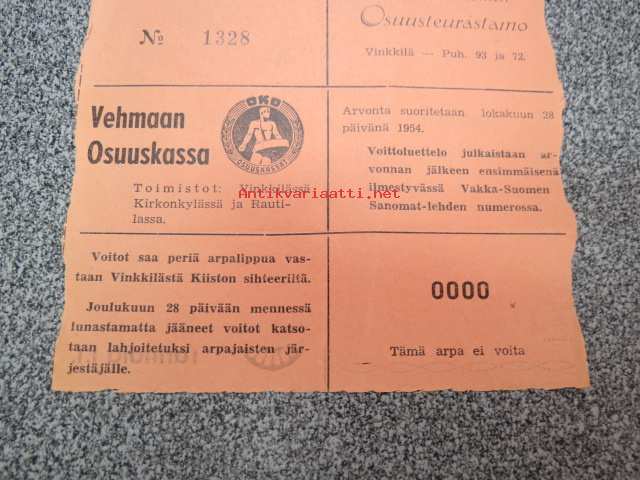 № 1328
Osuusteurastamo
Vinkkilä — Puh. 93 ja 72.
Vehmaan
Osuuskassa
OKO
OSUUSKASSAT
Toimistot: Vinkkilässä,
Kirkonkylässä ja Rauti-
lassa.
Arvonta suoritetaan lokakuun 28
päivänä 1954.
Voittoluettelo julkaistaan ar-
vonnan jälkeen ensimmäisenä
ilmestyvässä Vakka-Suomen
Sanomat-lehden numerossa.
Antikvariaatti.net
Voitot saa periä arpalippua vas-
taan Vinkkilästä Kiiston sihteeriltä.
Joulukuun 28 päivään mennessä
lunastamatta jääneet voitot katso-
taan lahjoitetuksi arpajaisten jär-
jestäjälle.
0000
Tämä arpa ei voita